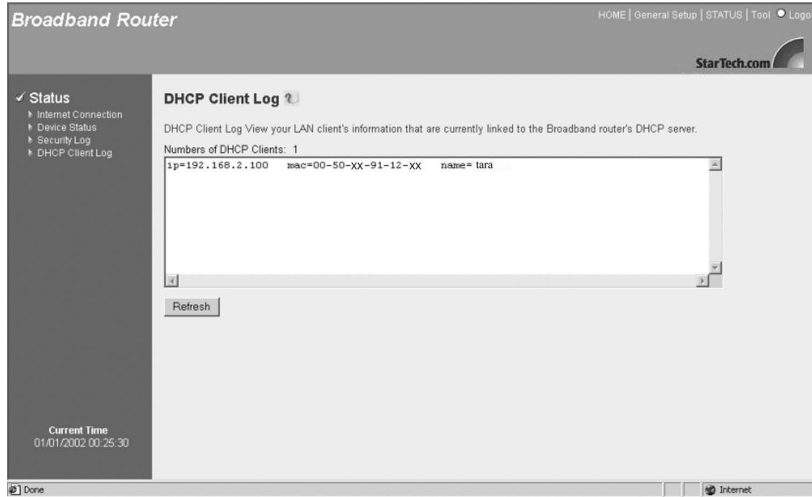 Broadband Router
HOME | General Setup | STATUS | Tool Logo
StarTech.com
Status
Internet Connection
Device Status
Security Log
DHCP Client Log
DHCP Client Log
DHCP Client Log View your LAN client's information that are currently linked to the Broadband router's DHCP server.
Numbers of DHCP Clients: 1
ip=192.168.2.100 mac=00-50-XX-91-12-XX name= tara
Refresh
Current Time
01/01/2002 00:25:30
Done
Internet